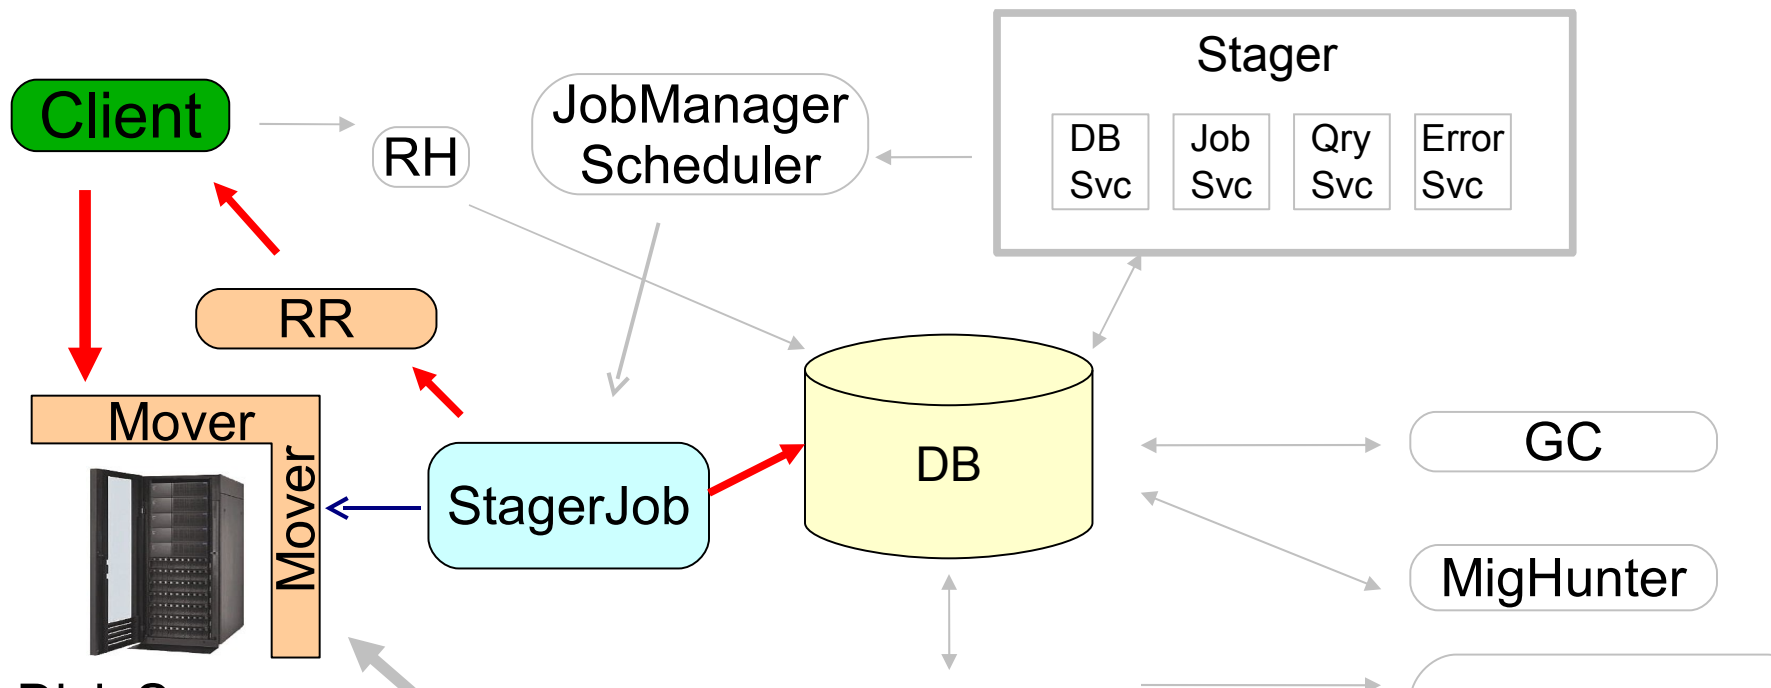 Stager
Client
JobManager
Scheduler
RH
DB
Svc
Job
Svc
Qry
Svc
Error
Svc
RR
Mover
Mover
StagerJob
DB
GC
MigHunter